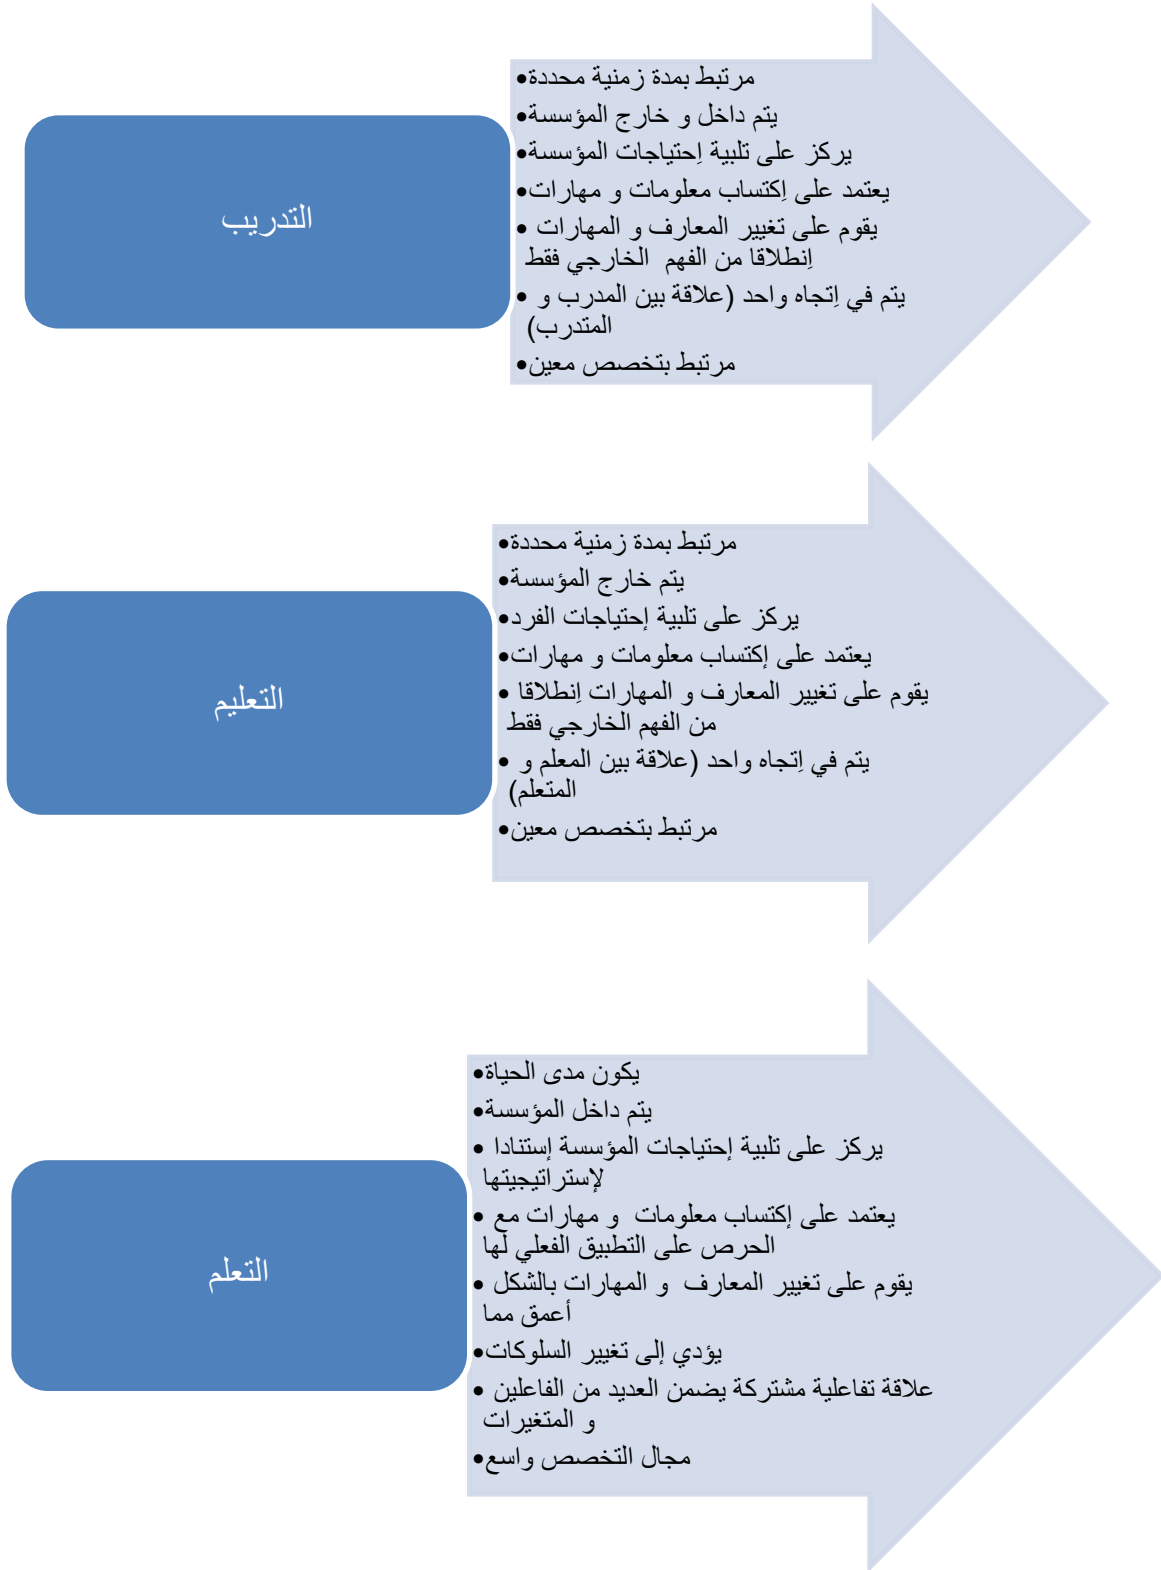 التدريب
•مرتبط بمدة زمنية محددة
•يتم داخل و خارج المؤسسة
•يركز على تلبية اِحتياجات المؤسسة
•يعتمد على اِكتساب معلومات و مهارات
• يقوم على تغيير المعارف و المهارات
اِنطلاقا من الفهم الخارجي فقط
• يتم في اِتجاه واحد (علاقة بين المدرب و
المتدرب)
•مرتبط بتخصص معين
التعليم
•مرتبط بمدة زمنية محددة
•يتم خارج المؤسسة
•يركز على تلبية إحتياجات الفرد
•يعتمد على إكتساب معلومات و مهارات
• يقوم على تغيير المعارف و المهارات اِنطلاقا
من الفهم الخارجي فقط
• يتم في اِتجاه واحد (علاقة بين المعلم و
المتعلم)
•مرتبط بتخصص معين
التعلم
•يكون مدى الحياة
•يتم داخل المؤسسة
• يركز على تلبية إحتياجات المؤسسة إستنادا
لإستراتيجيتها
• يعتمد على إكتساب معلومات و مهارات مع
الحرص على التطبيق الفعلي لها
• يقوم على تغيير المعارف و المهارات بالشكل
أعمق مما
•يؤدي إلى تغيير السلوكات
• علاقة تفاعلية مشتركة يضمن العديد من الفاعلين
و المتغيرات
•مجال التخصص واسع